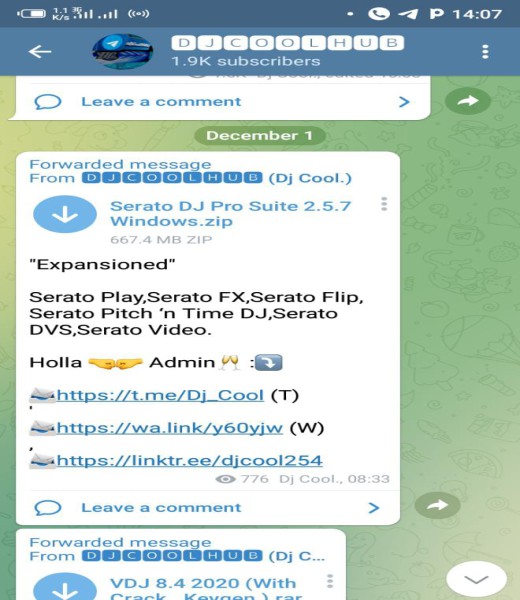 1.1 K/s 14:07
DJCOOLHUB
1.9K subscribers
Leave a comment
December 1
Forwarded message
From DJCOOLHUB (Dj Cool.)
Serato DJ Pro Suite 2.5.7
Windows.zip
667.4 MB ZIP
"Expansioned"
Serato Play,Serato FX,Serato Flip,
Serato Pitch ‘n Time DJ,Serato
DVS,Serato Video.
Holla 🤜🤛 Admin🥂 :⤵️
📨https://t.me/Dj_Cool (T)
'
📨https://wa.link/y60yjw (W)
,
📨https://linktr.ee/djcool254
776 Dj Cool., 08:33
Leave a comment
Forwarded message
From DJCOOLHUB (Dj C...
VDJ 8.4 2020 (With
Crack , Keygen ).rar